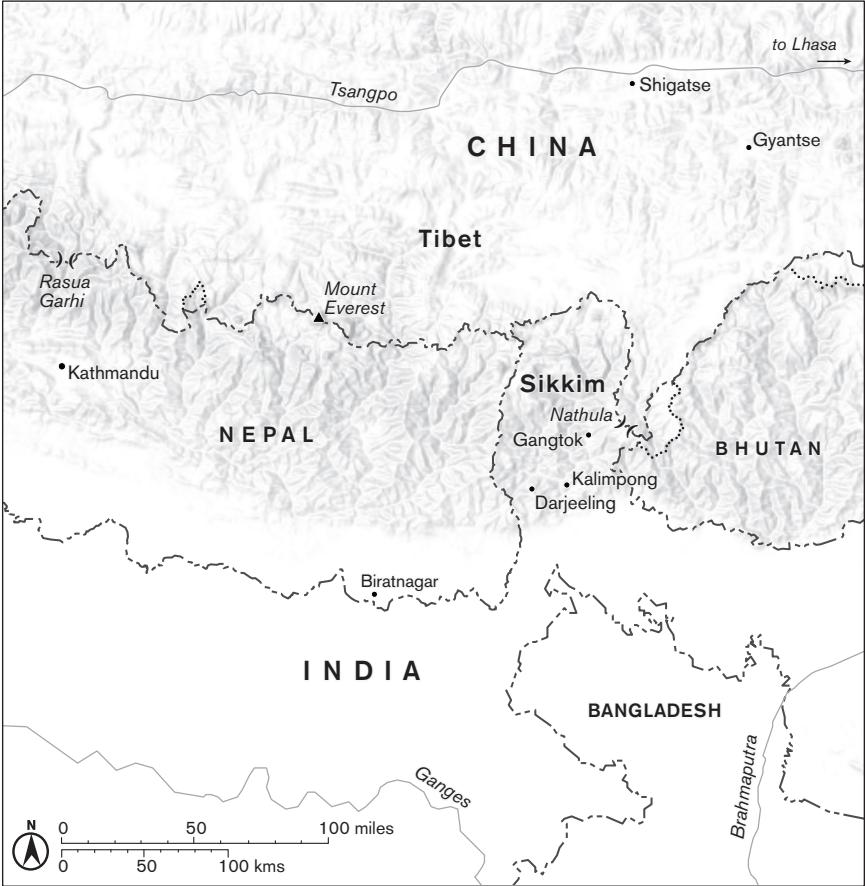 to Lhasa
Tsangpo
Shigatse
CHINA
Gyantse
Tibet
Rasua
Garhi
Mount
Everest
Kathmandu
Sikkim
Nathula
NEPAL
Gangtok
BHUTAN
Kalimpong
Darjeeling
Biratnagar
INDIA
BANGLADESH
Brahmaputra
Ganges
N
0 50 100 miles
0 50 100 kms